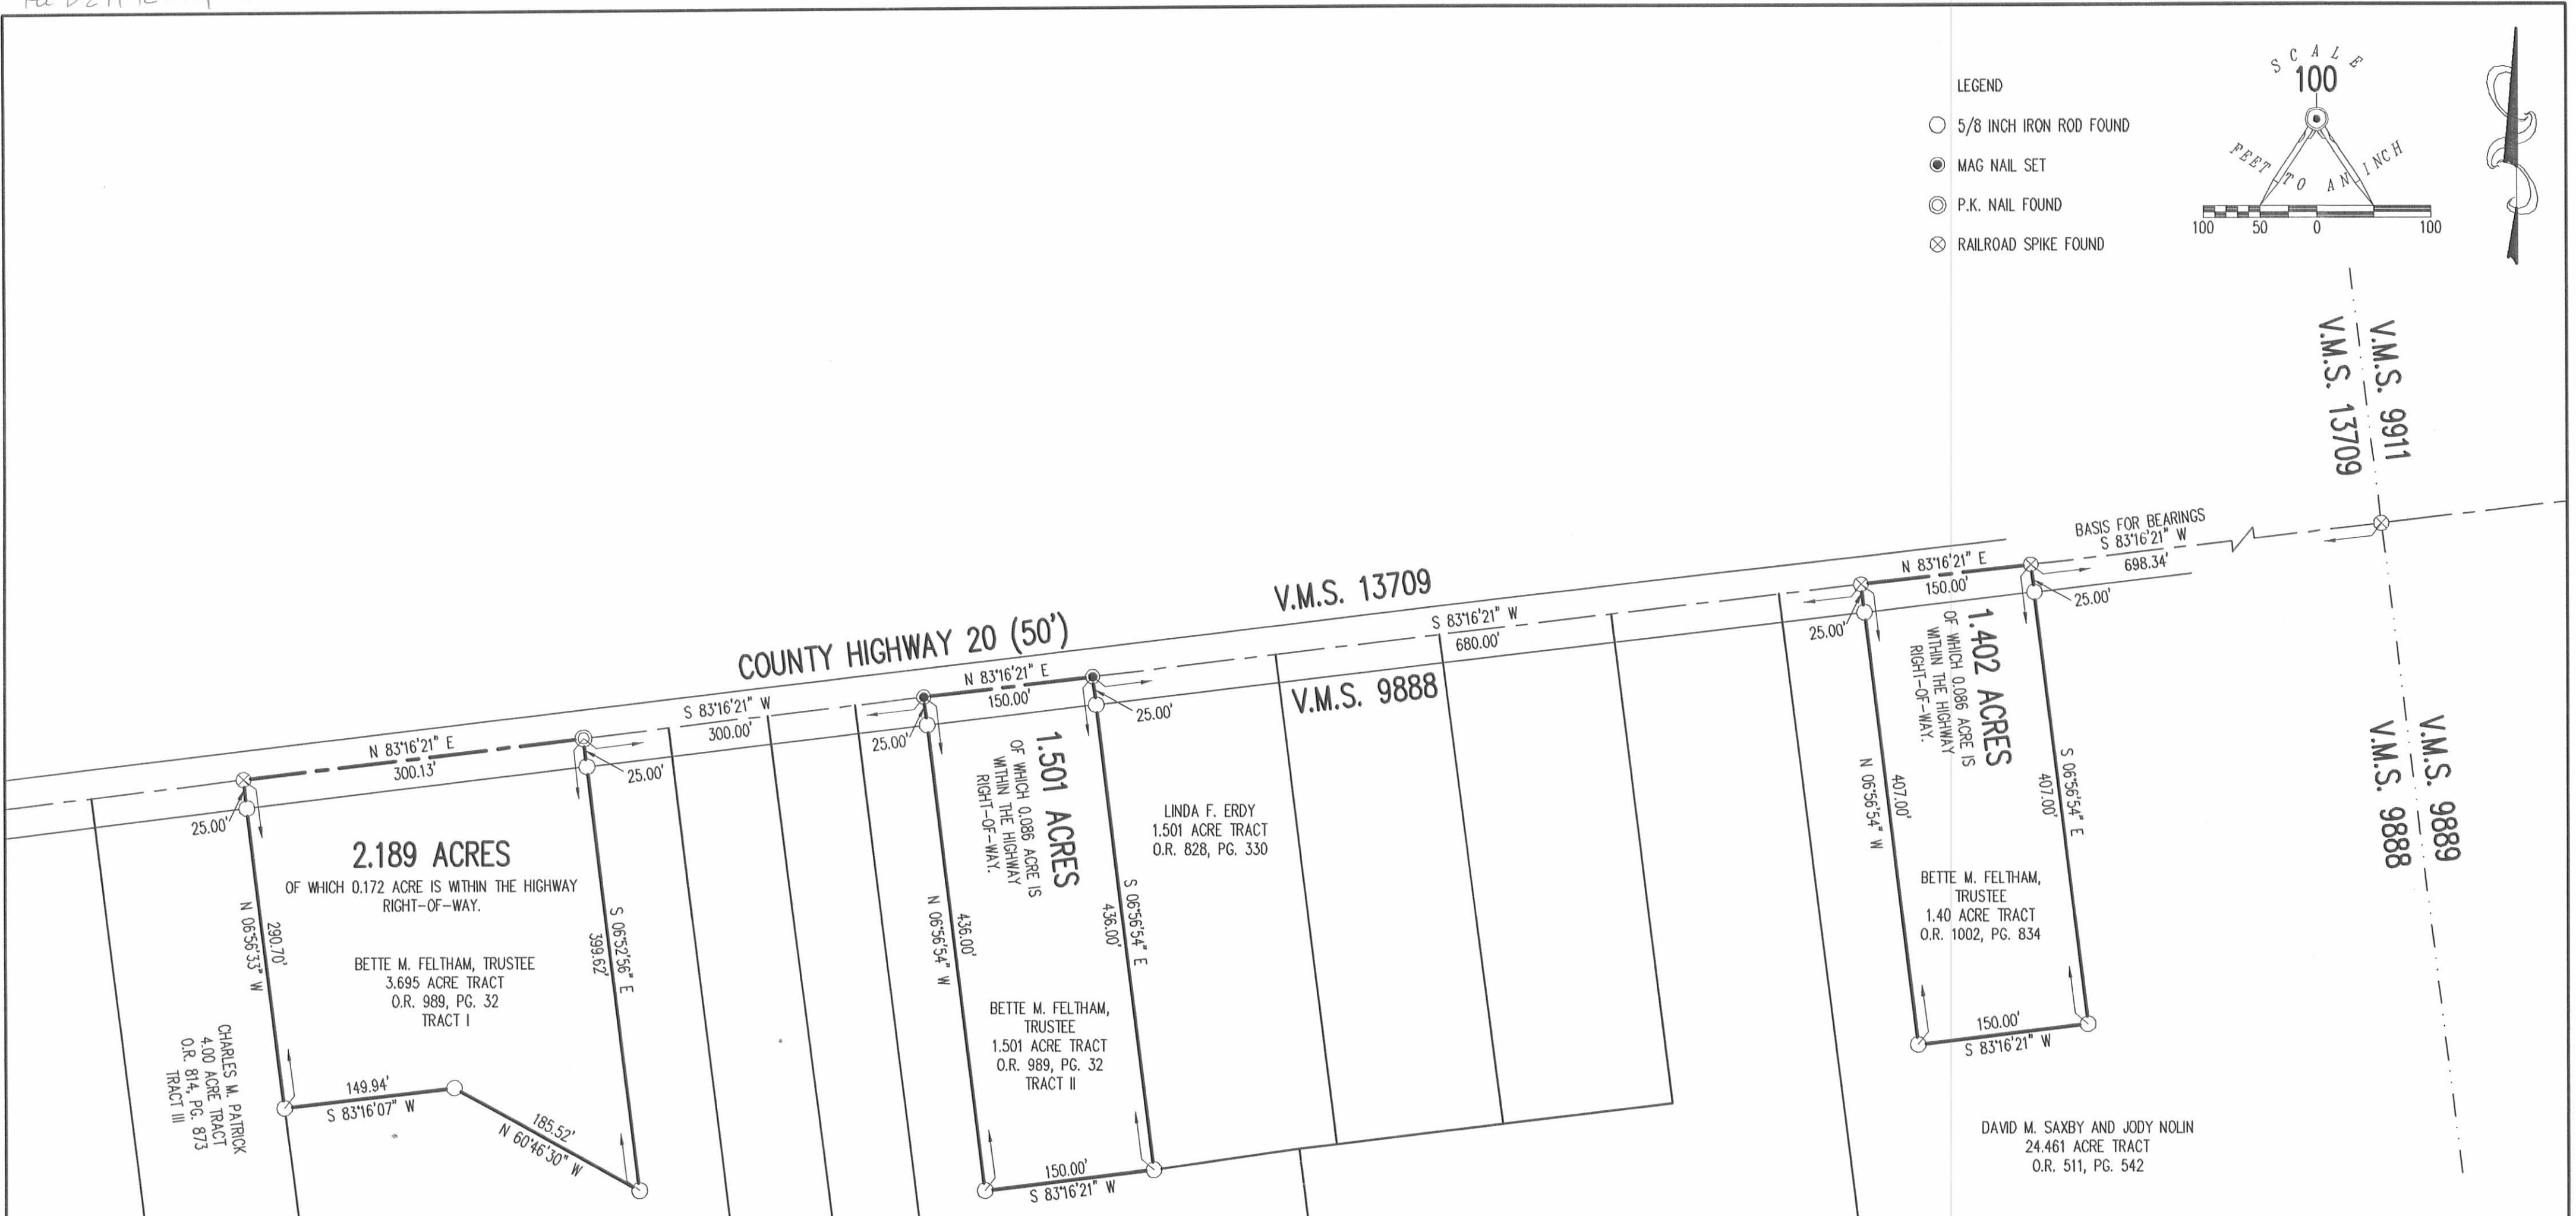 LEGEND
5/8 INCH IRON ROD FOUND
MAG NAIL SET
P.K. NAIL FOUND
RAILROAD SPIKE FOUND
SCALE
100
FEET TO AN INCH
100 50 0 100
V.M.S. 9911
V.M.S. 13709
BASIS FOR BEARINGS
S 83°16'21" W
698.34'
N 83°16'21" E
150.00'
25.00'
25.00'
1.402 ACRES
OF WHICH 0.086 ACRE IS
WITHIN THE HIGHWAY
RIGHT-OF-WAY.
N 06°56'54" W
407.00'
S 06°56'54" E
407.00'
BETTE M. FELTHAM,
TRUSTEE
1.40 ACRE TRACT
O.R. 1002, PG. 834
150.00'
S 83°16'21" W
V.M.S. 9889
V.M.S. 9888
DAVID M. SAXBY AND JODY NOLIN
24.461 ACRE TRACT
O.R. 511, PG. 542
V.M.S. 13709
S 83°16'21" W
680.00'
V.M.S. 9888
COUNTY HIGHWAY 20 (50')
N 83°16'21" E
150.00'
25.00'
25.00'
1.501 ACRES
OF WHICH 0.086 ACRE IS
WITHIN THE HIGHWAY
RIGHT-OF-WAY.
N 06°56'54" W
436.00'
S 06°56'54" E
436.00'
LINDA F. ERDY
1.501 ACRE TRACT
O.R. 828, PG. 330
BETTE M. FELTHAM,
TRUSTEE
1.501 ACRE TRACT
O.R. 989, PG. 32
TRACT II
150.00'
S 83°16'21" W
S 83°16'21" W
300.00'
N 83°16'21" E
300.13'
25.00'
25.00'
2.189 ACRES
OF WHICH 0.172 ACRE IS WITHIN THE HIGHWAY
RIGHT-OF-WAY.
N 06°56'33" W
290.70'
S 06°52'56" E
399.62'
BETTE M. FELTHAM, TRUSTEE
3.695 ACRE TRACT
O.R. 989, PG. 32
TRACT I
CHARLES M. PATRICK
4.00 ACRE TRACT
O.R. 814, PG. 873
TRACT III
149.94'
S 83°16'07" W
185.52'
N 60°46'30" W